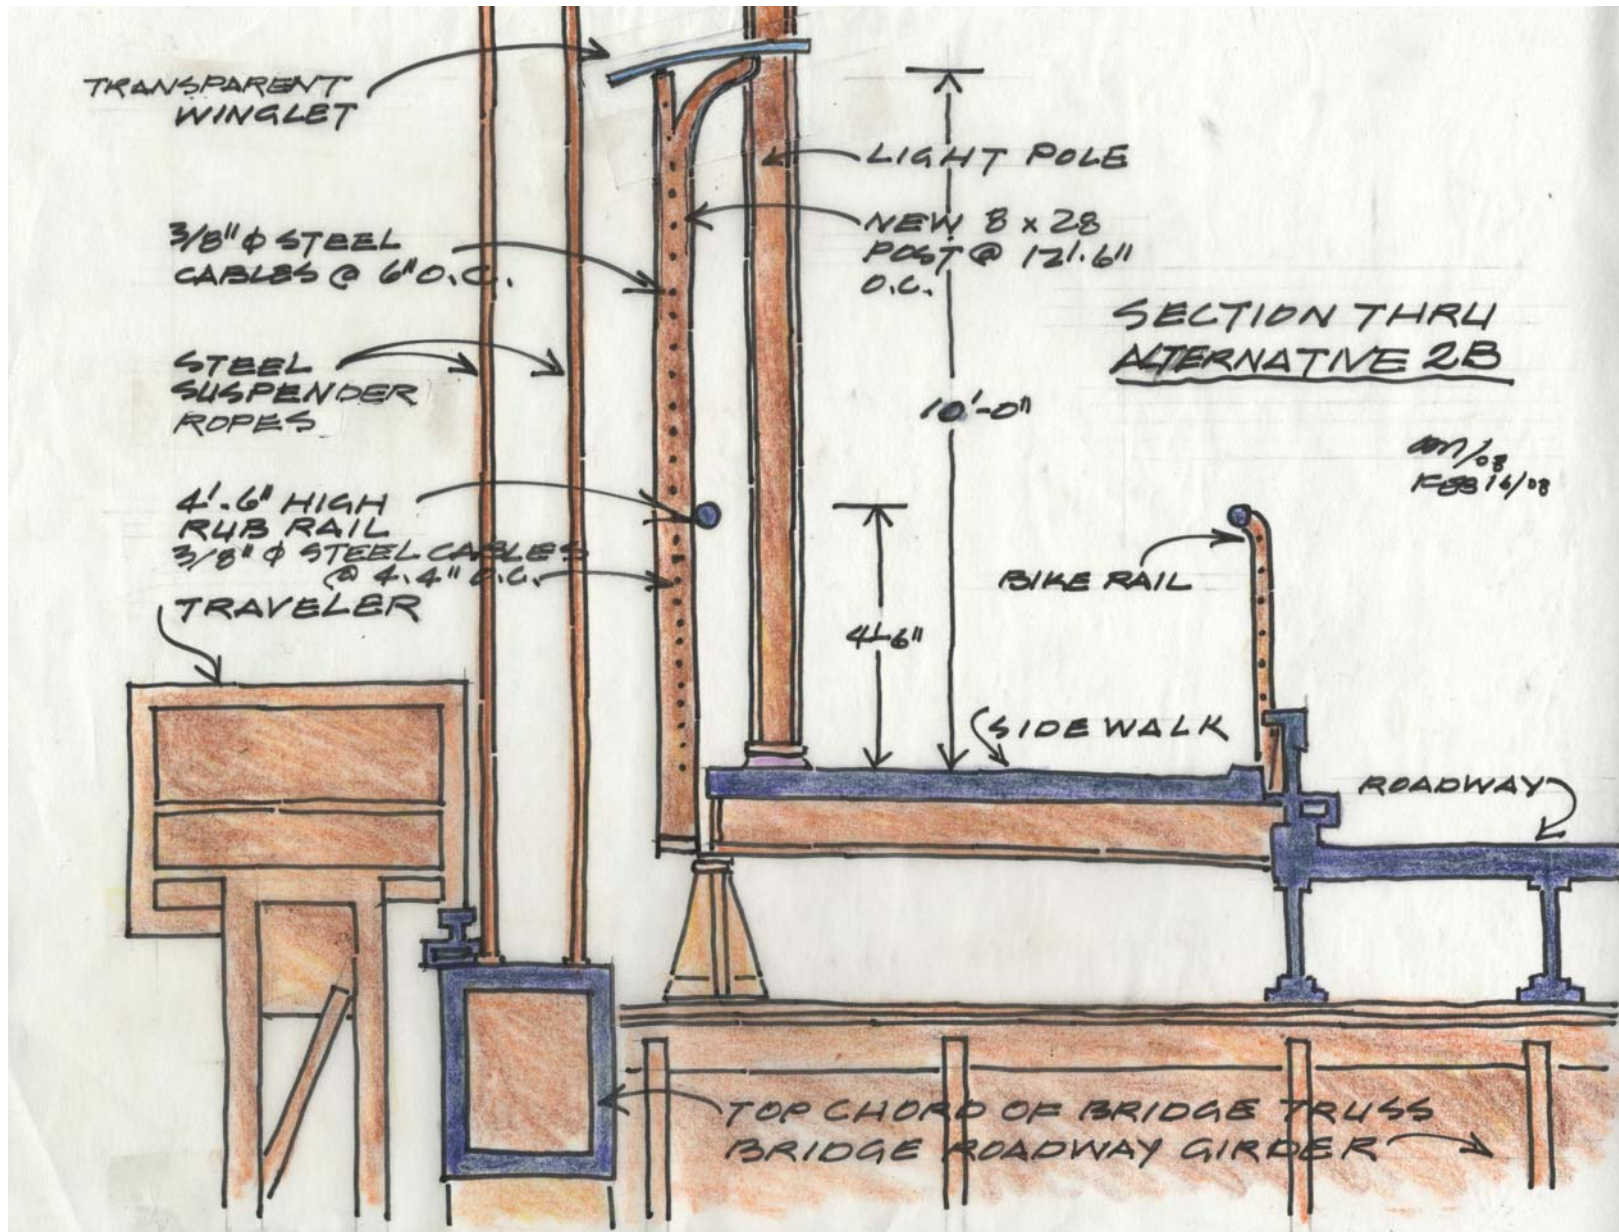 TRANSPARENT
WINGLET
LIGHT POLE
3/8" φ STEEL
CABLES @ 6" O.C.
NEW 8 x 28
POST @ 12'.6"
O.C.
SECTION THRU
ALTERNATIVE 2B
STEEL
SUSPENDER
ROPES
10'-0"
4'.6" HIGH
RUB RAIL
3/8" φ STEEL CABLES
@ 4.4" O.C.
BIKE RAIL
TRAVELER
4'-6"
SIDEWALK
ROADWAY
TOP CHORD OF BRIDGE TRUSS
BRIDGE ROADWAY GIRDER